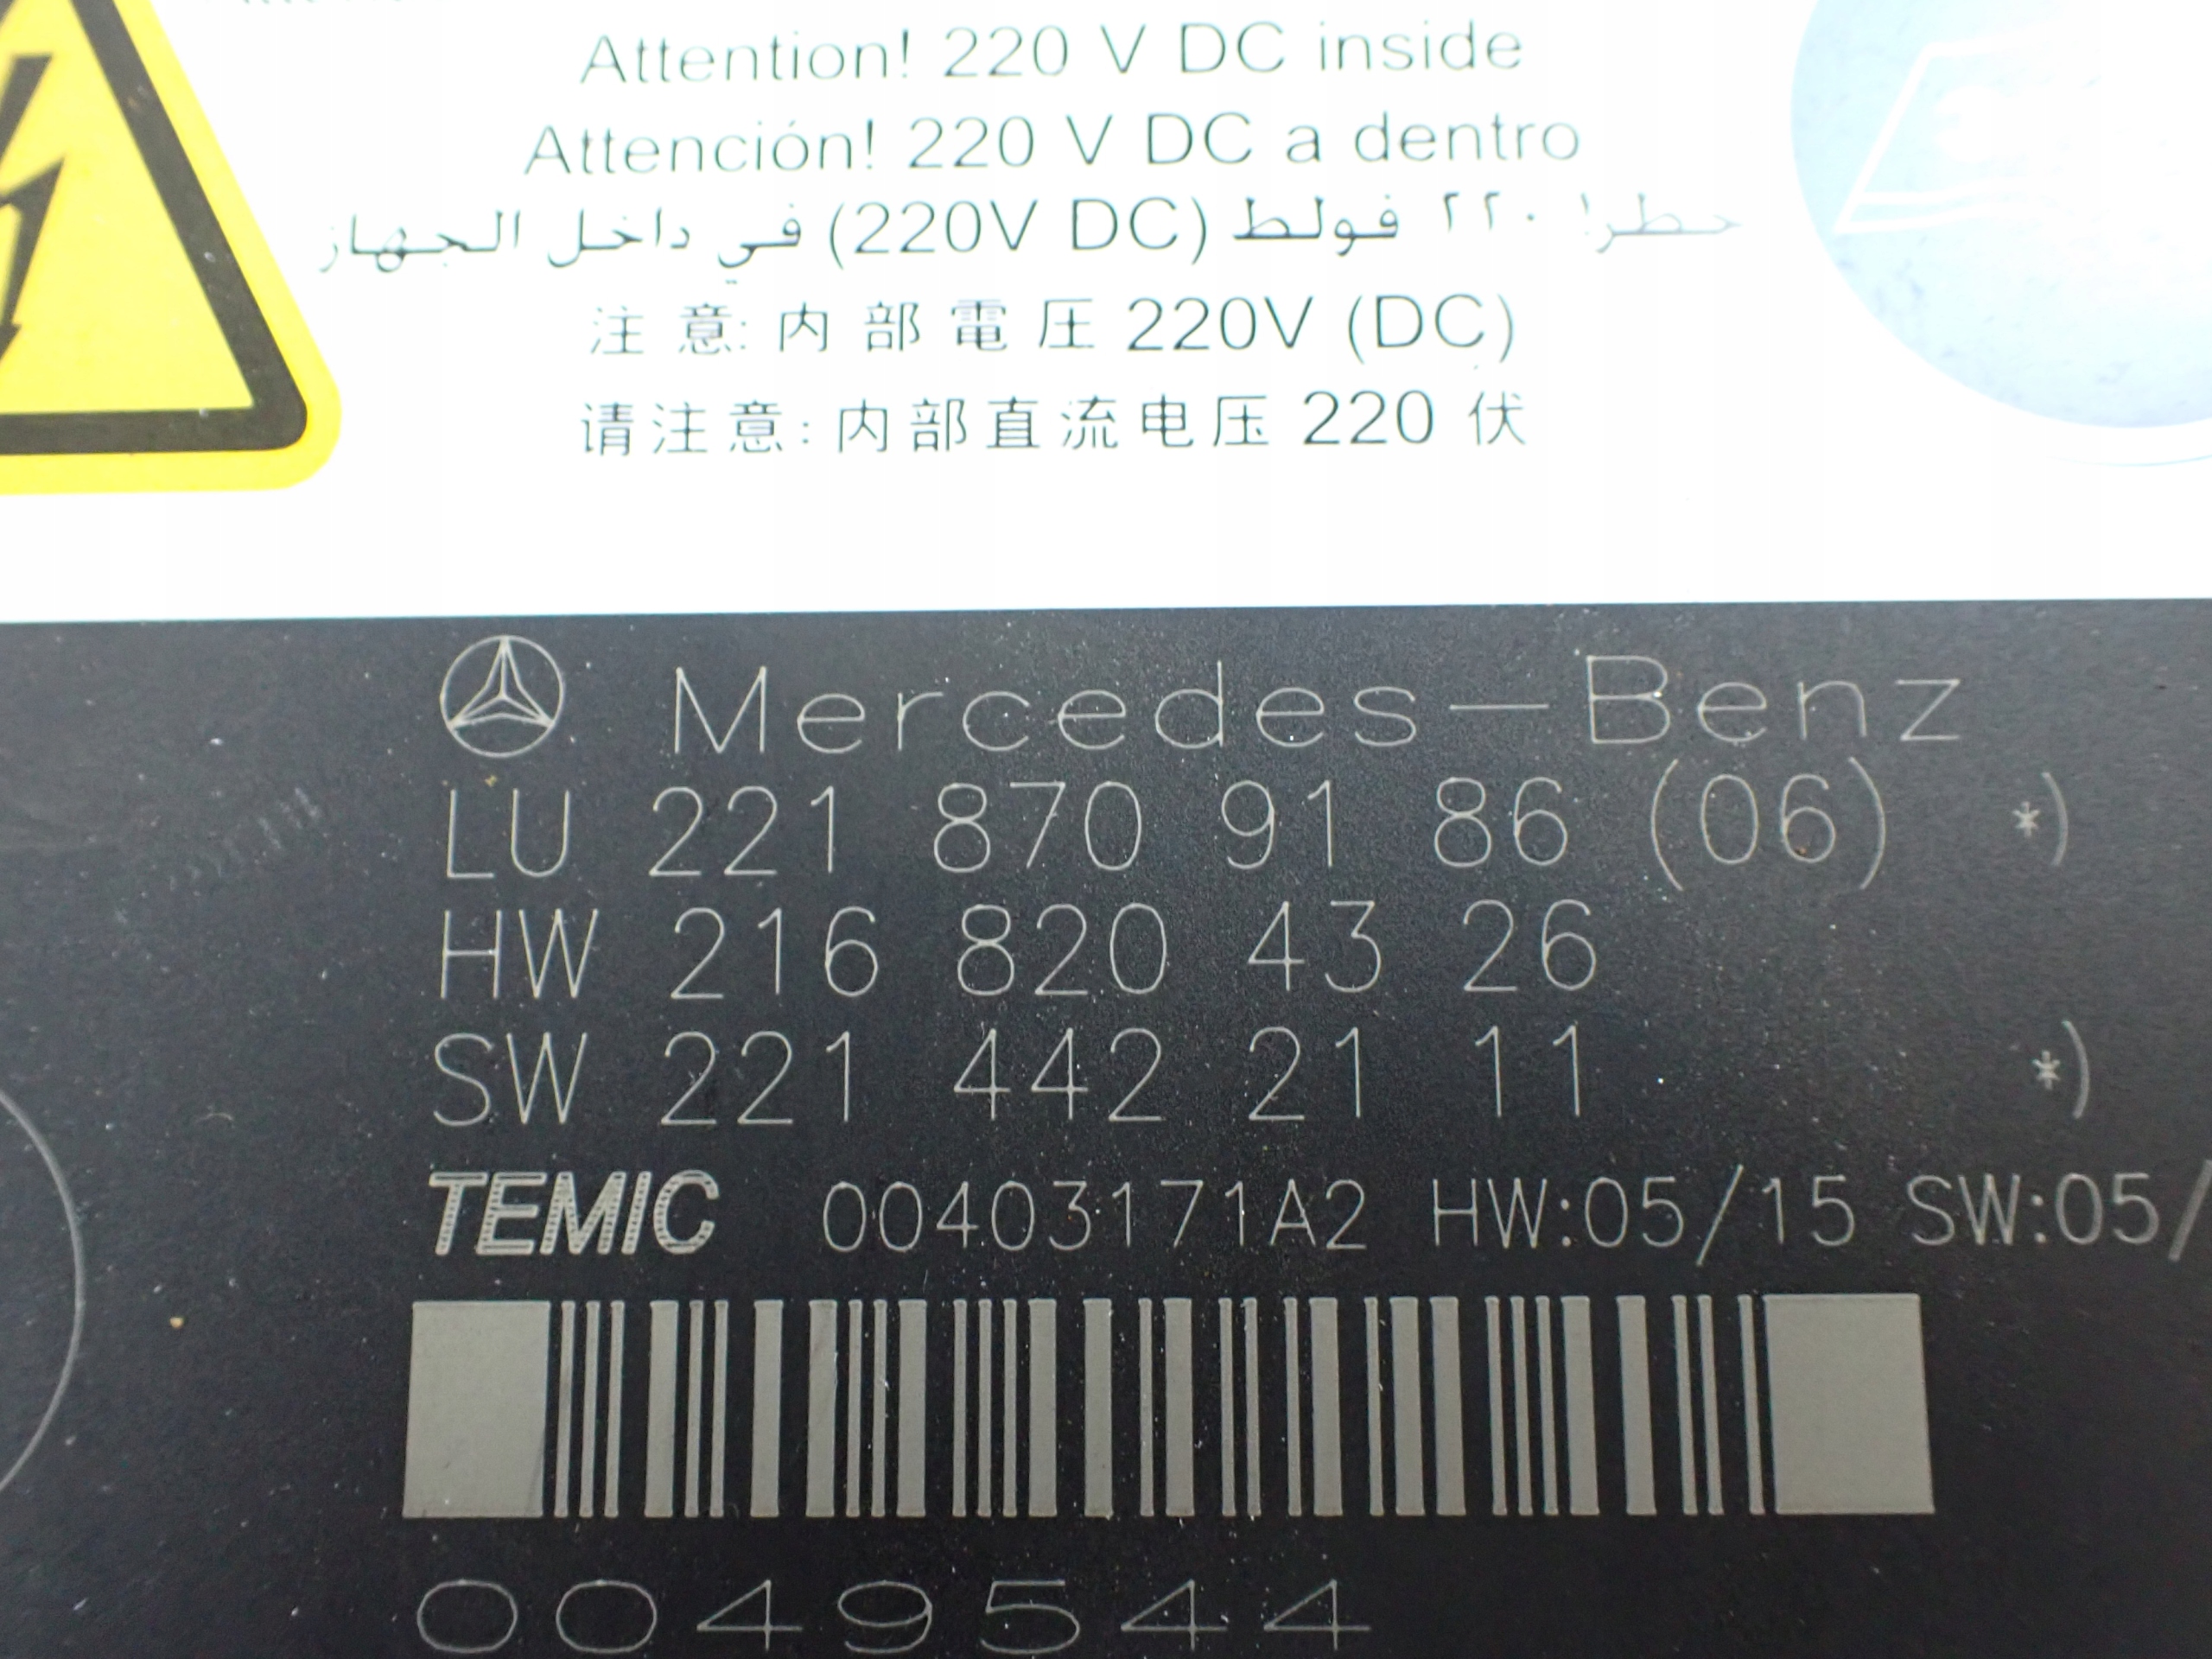 Attention! 220 V DC inside
Attención! 220 V DC a dentro
حطر! ٢٢٠ فولط (220V DC) في داخل الجهاز
注意: 内部電圧 220V (DC)
请注意: 内部直流电压 220 伏
Mercedes-Benz
LU 221 870 91 86 (06) *)
HW 216 820 43 26
SW 221 442 21 11 *)
TEMIC 00403171A2 HW:05/15 SW:05/
0049544